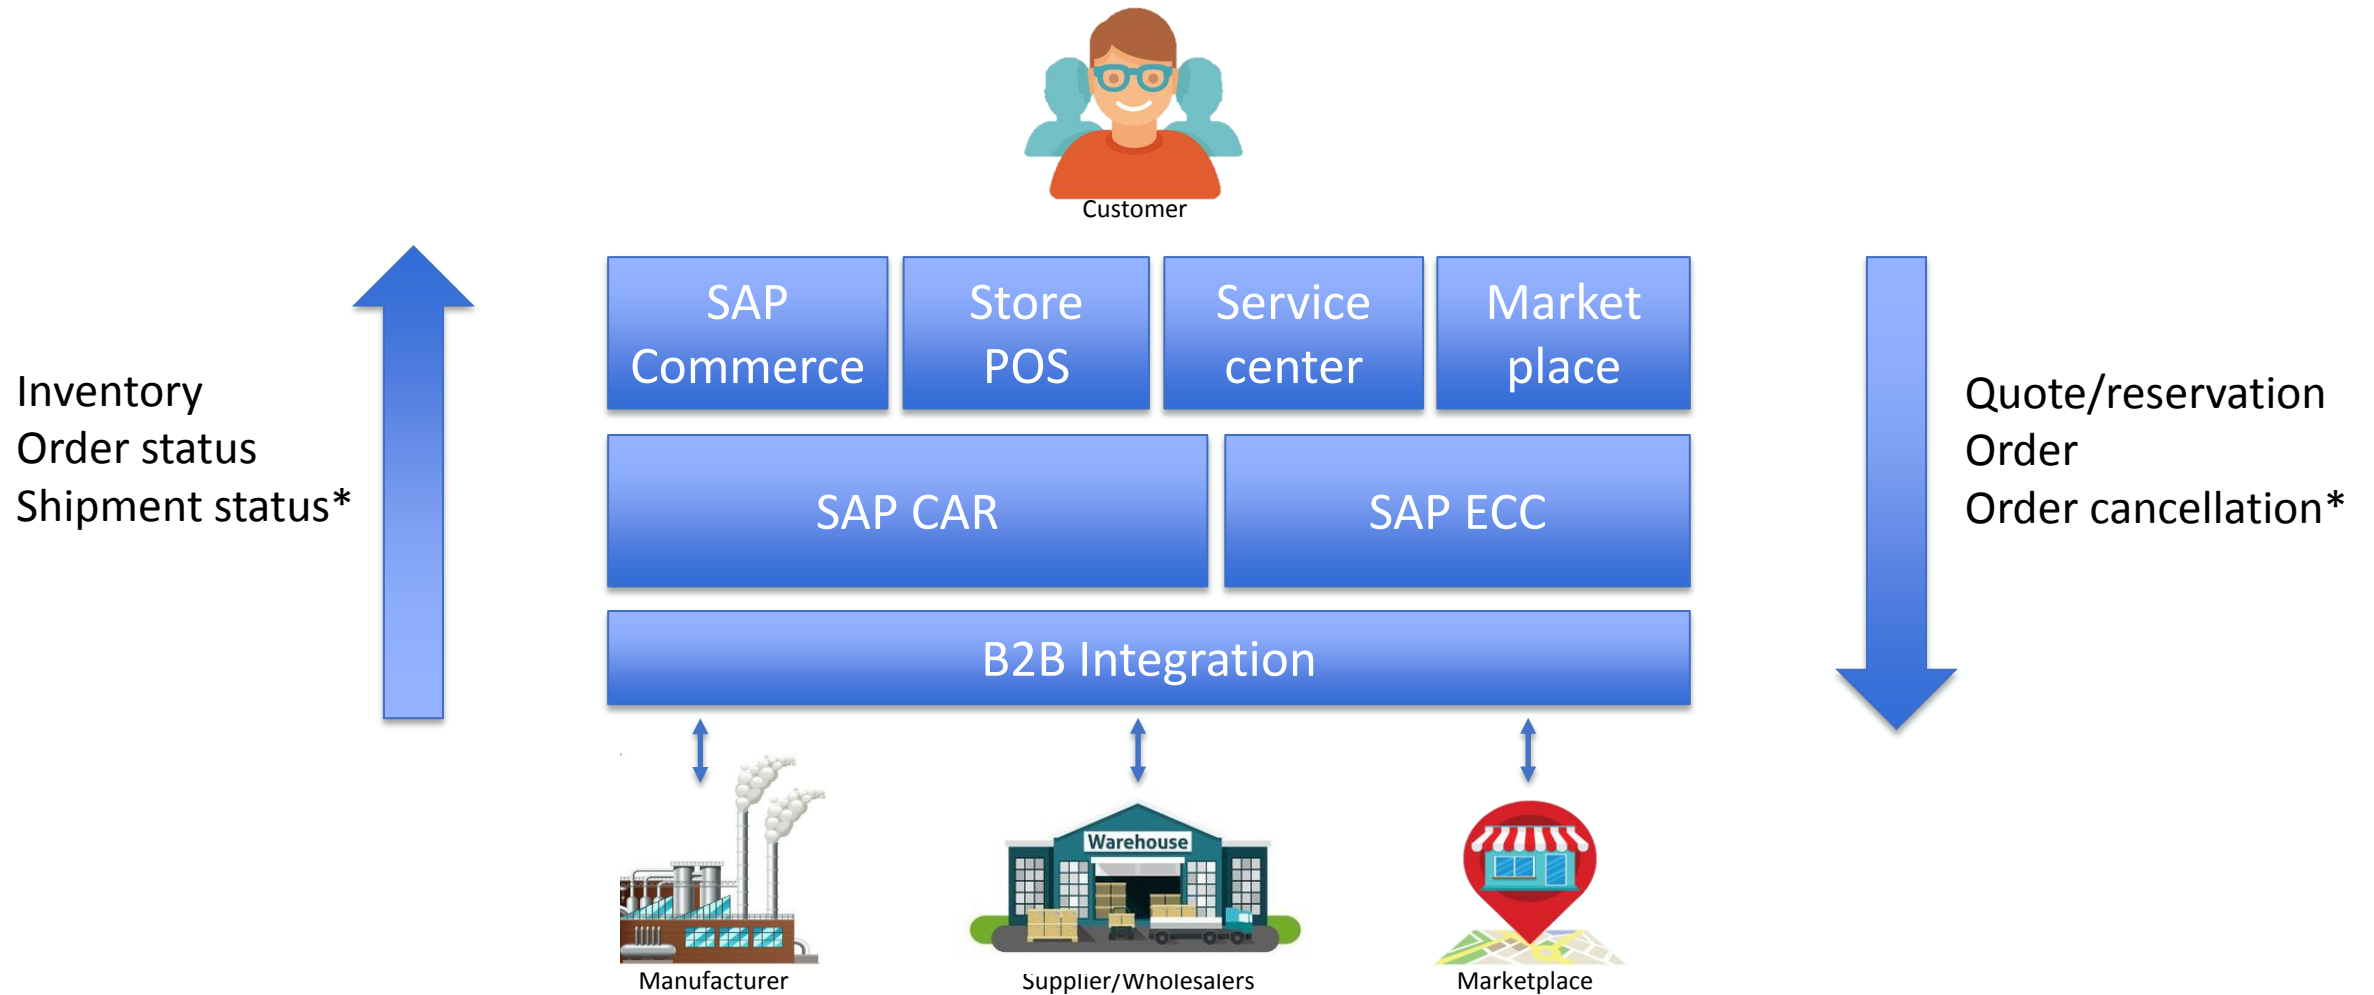 Customer
SAP
Commerce
Store
POS
Service
center
Market
place
Inventory
Order status
Shipment status*
Quote/reservation
Order
Order cancellation*
SAP CAR
SAP ECC
B2B Integration
Warehouse
Manufacturer
Supplier/Wholesalers
Marketplace